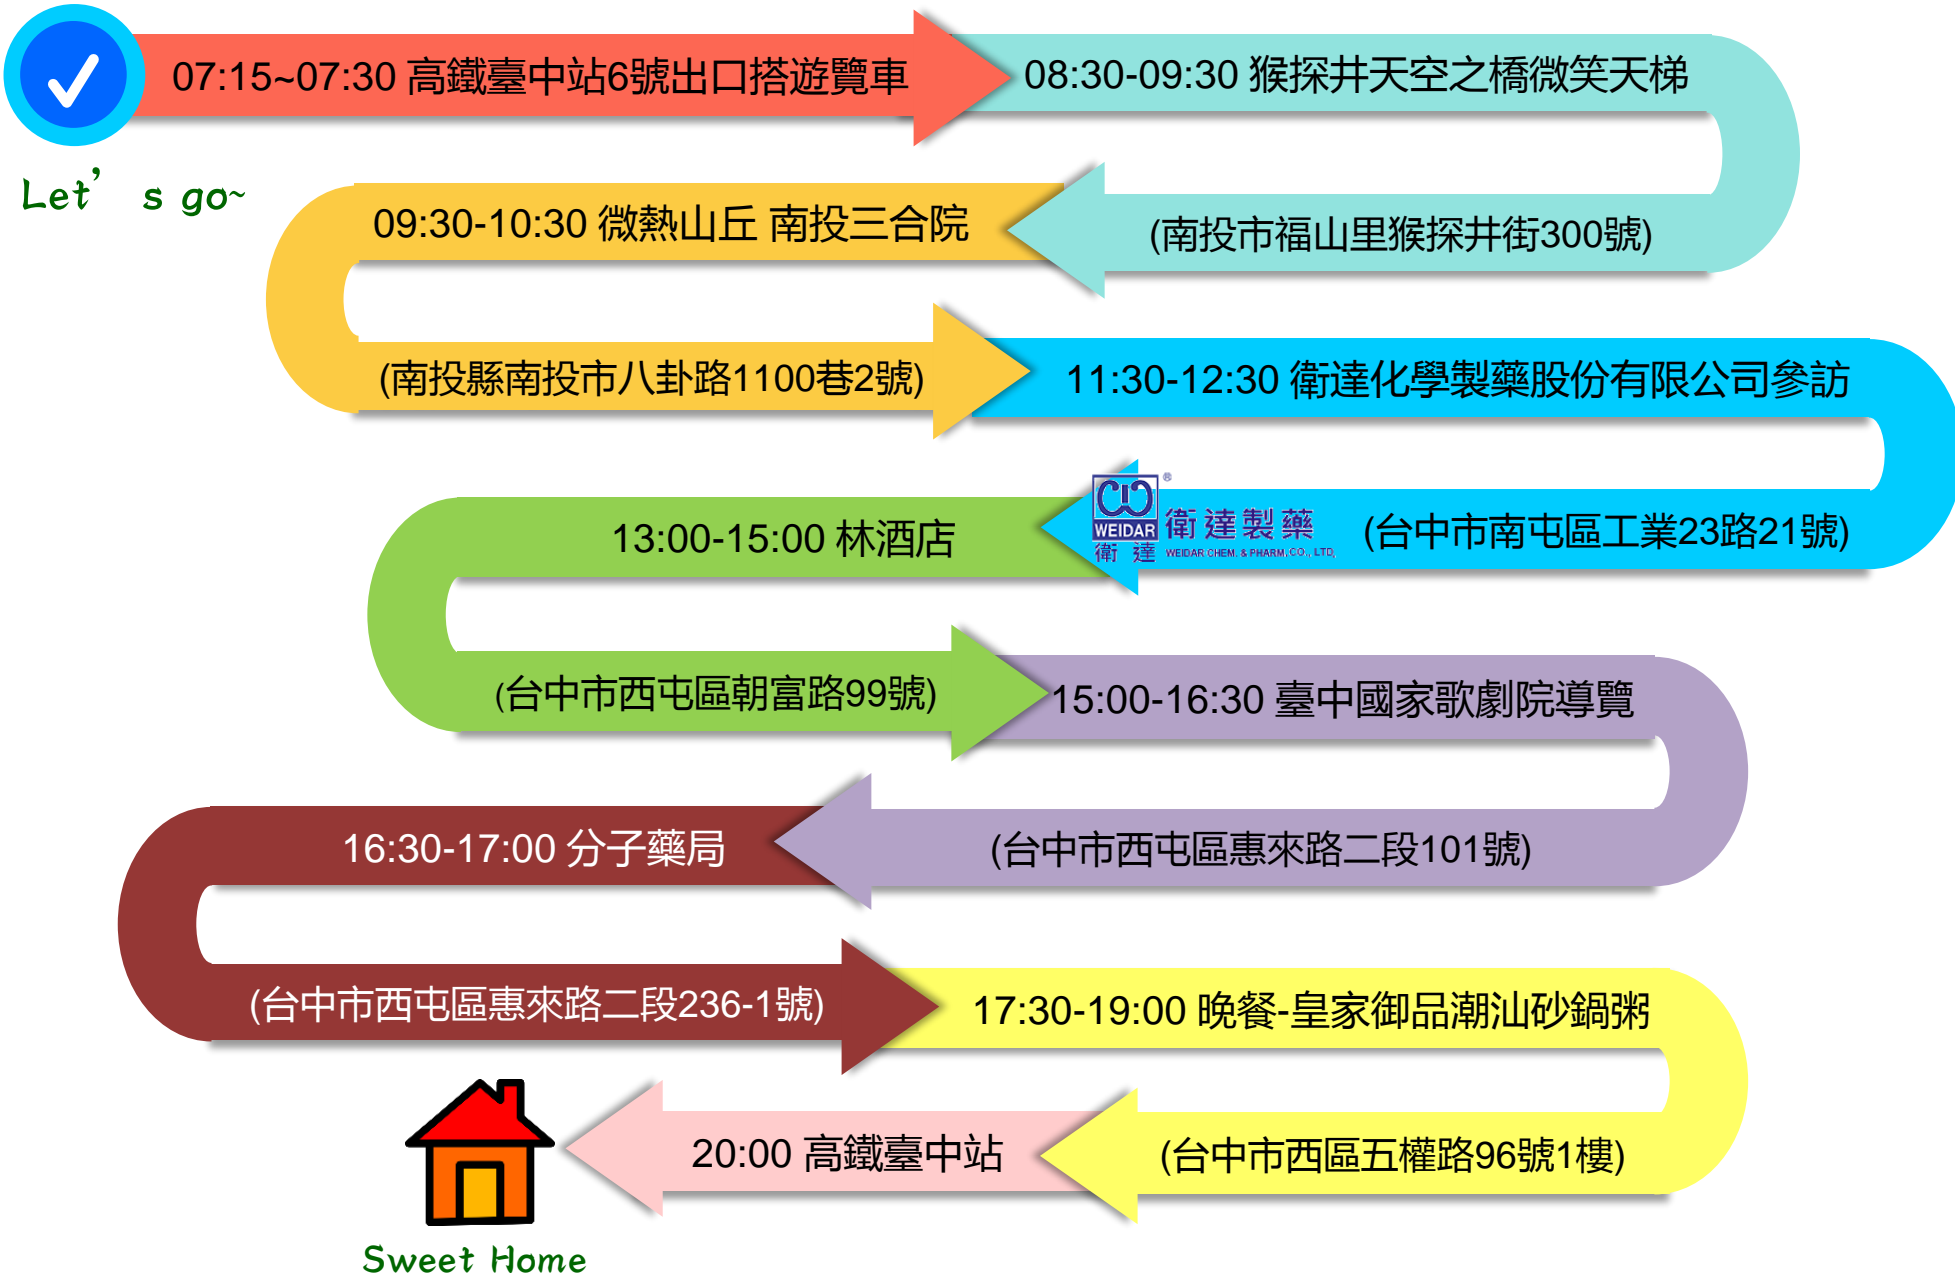 07:15~07:30 高鐵臺中站6號出口搭遊覽車
08:30-09:30 猴探井天空之橋微笑天梯
Let’s go~
(南投市福山里猴探井街300號)
09:30-10:30 微熱山丘 南投三合院
(南投縣南投市八卦路1100巷2號)
11:30-12:30 衛達化學製藥股份有限公司參訪
WEIDAR
衛 達
®
衛達製藥
WEIDAR CHEM. & PHARM. CO., LTD.
(台中市南屯區工業23路21號)
13:00-15:00 林酒店
(台中市西屯區朝富路99號)
15:00-16:30 臺中國家歌劇院導覽
(台中市西屯區惠來路二段101號)
16:30-17:00 分子藥局
(台中市西屯區惠來路二段236-1號)
17:30-19:00 晚餐-皇家御品潮汕砂鍋粥
(台中市西區五權路96號1樓)
20:00 高鐵臺中站
Sweet Home